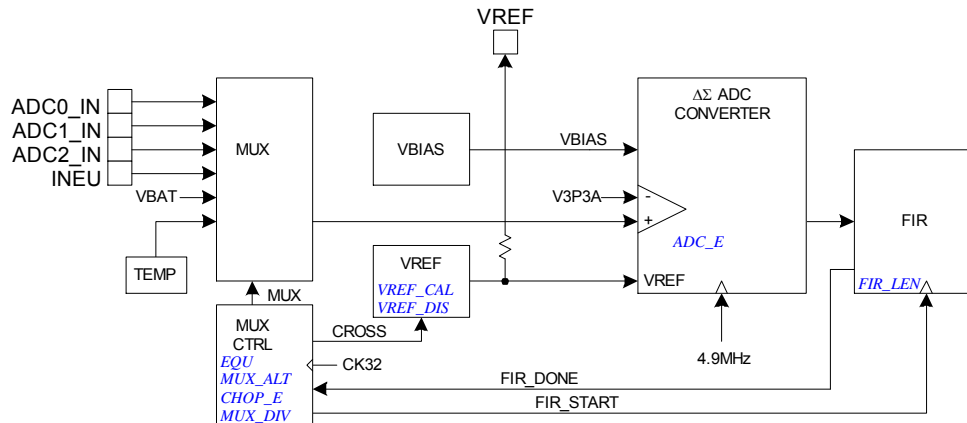 VREF
ADC0_IN
ADC1_IN
ADC2_IN
INEU
VBAT
TEMP
MUX
VBIAS
VBIAS
V3P3A
ΔΣ ADC
CONVERTER
-
+
ADC_E
VREF
FIR
FIR_LEN
VREF
VREF_CAL
VREF_DIS
MUX
MUX
CTRL
EQU
MUX_ALT
CHOP_E
MUX_DIV
CROSS
CK32
4.9MHz
FIR_DONE
FIR_START